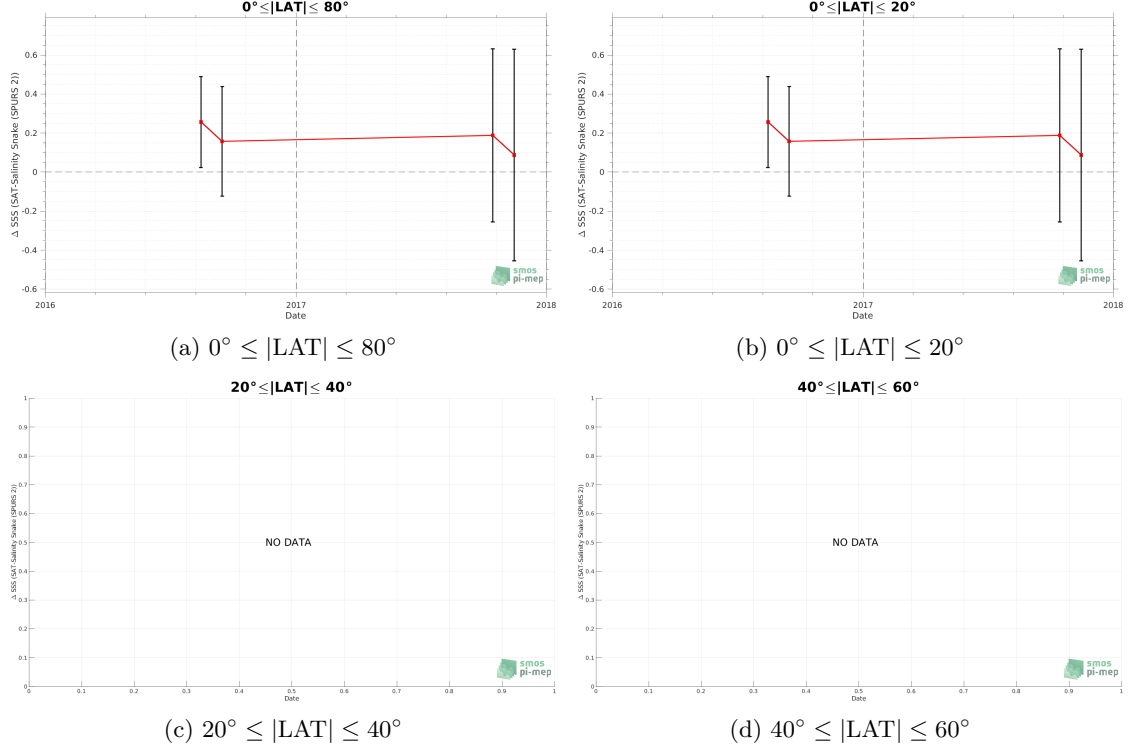 0°≤|LAT|≤ 80°
Δ SSS (SAT-Salinity Snake (SPURS 2))
0.6
0.4
0.2
0
-0.2
-0.4
-0.6
2016 2017 2018
Date
smos
pi-mep
(a) 0° ≤ |LAT| ≤ 80°
0°≤|LAT|≤ 20°
Δ SSS (SAT-Salinity Snake (SPURS 2))
0.6
0.4
0.2
0
-0.2
-0.4
-0.6
2016 2017 2018
Date
smos
pi-mep
(b) 0° ≤ |LAT| ≤ 20°
20°≤|LAT|≤ 40°
Δ SSS (SAT-Salinity Snake (SPURS 2))
1
0.9
0.8
0.7
0.6
0.5
0.4
0.3
0.2
0.1
0
NO DATA
0 0.1 0.2 0.3 0.4 0.5 0.6 0.7 0.8 0.9 1
Date
smos
pi-mep
(c) 20° ≤ |LAT| ≤ 40°
40°≤|LAT|≤ 60°
Δ SSS (SAT-Salinity Snake (SPURS 2))
1
0.9
0.8
0.7
0.6
0.5
0.4
0.3
0.2
0.1
0
NO DATA
0 0.1 0.2 0.3 0.4 0.5 0.6 0.7 0.8 0.9 1
Date
smos
pi-mep
(d) 40° ≤ |LAT| ≤ 60°